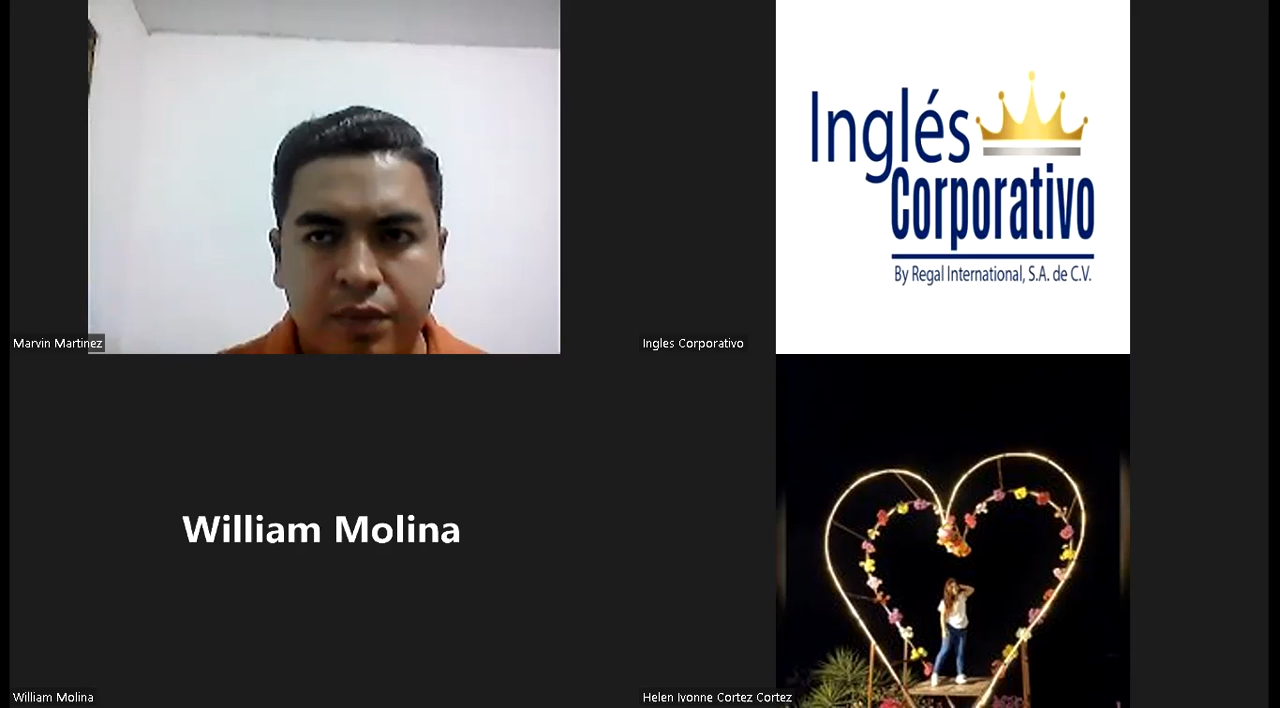 Inglés
Corporativo
By Regal International, S.A. de C.V.
Marvin Martinez
Ingles Corporativo
William Molina
William Molina
Helen Ivonne Cortez Cortez